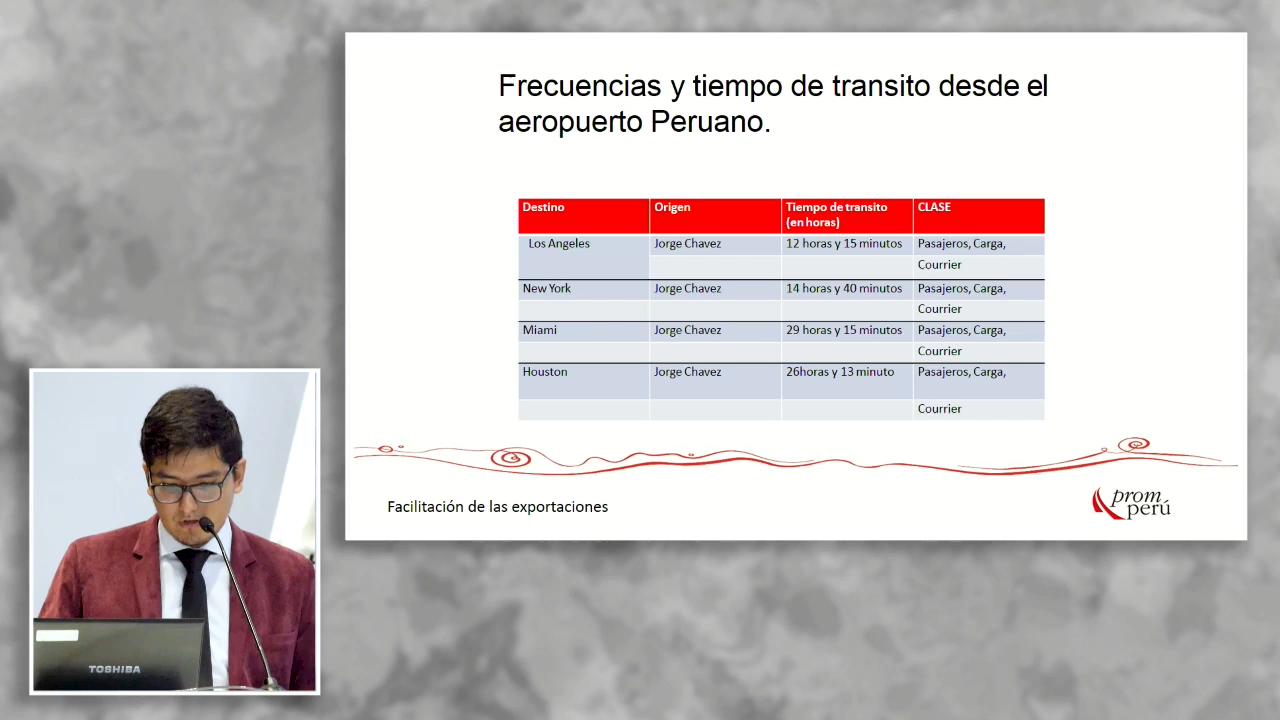 Frecuencias y tiempo de transito desde el
aeropuerto Peruano.
Destino Origen Tiempo de transito (en horas) CLASE
Los Angeles Jorge Chavez 12 horas y 15 minutos Pasajeros, Carga,
Courrier
New York Jorge Chavez 14 horas y 40 minutos Pasajeros, Carga,
Courrier
Miami Jorge Chavez 29 horas y 15 minutos Pasajeros, Carga,
Courrier
Houston Jorge Chavez 26horas y 13 minuto Pasajeros, Carga,
Courrier
Facilitación de las exportaciones
prom
perú
TOSHIBA